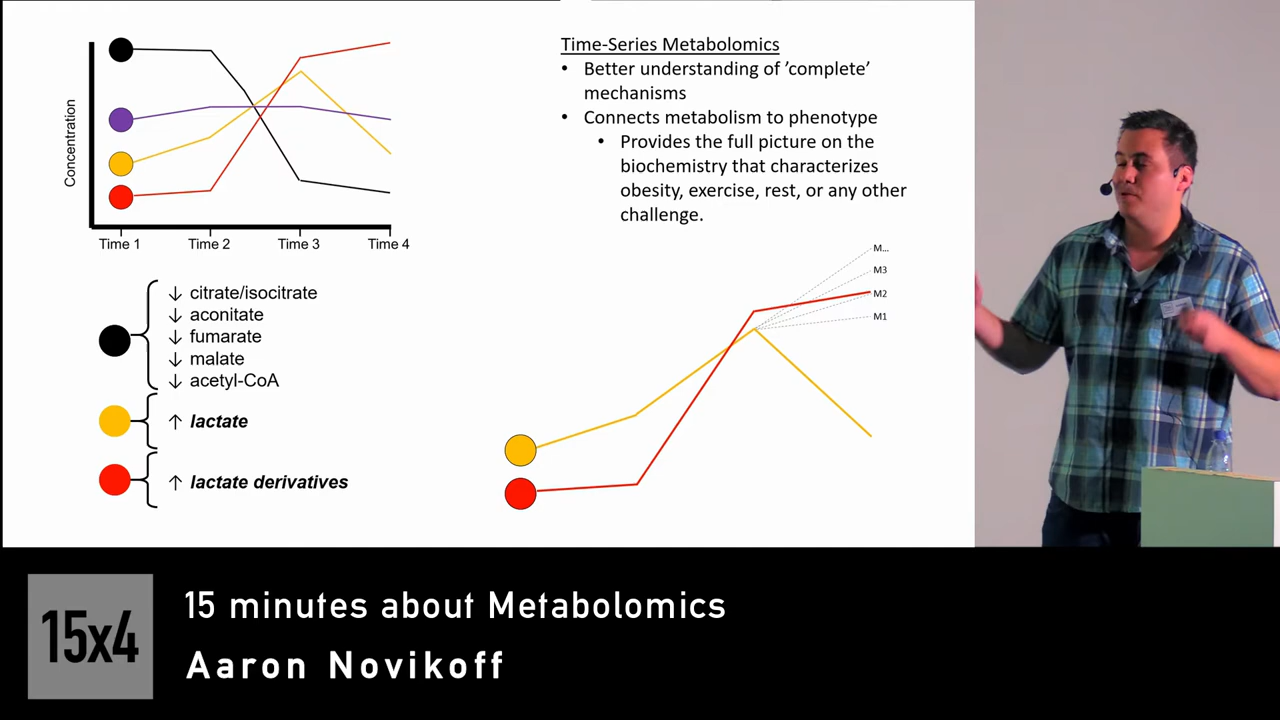 Concentration
Time 1
Time 2
Time 3
Time 4
↓ citrate/isocitrate
↓ aconitate
↓ fumarate
↓ malate
↓ acetyl-CoA
↑ lactate
↑ lactate derivatives
Time-Series Metabolomics
• Better understanding of ’complete’
mechanisms
• Connects metabolism to phenotype
• Provides the full picture on the
biochemistry that characterizes
obesity, exercise, rest, or any other
challenge.
M...
M3
M2
M1
15x4
15 minutes about Metabolomics
Aaron Novikoff